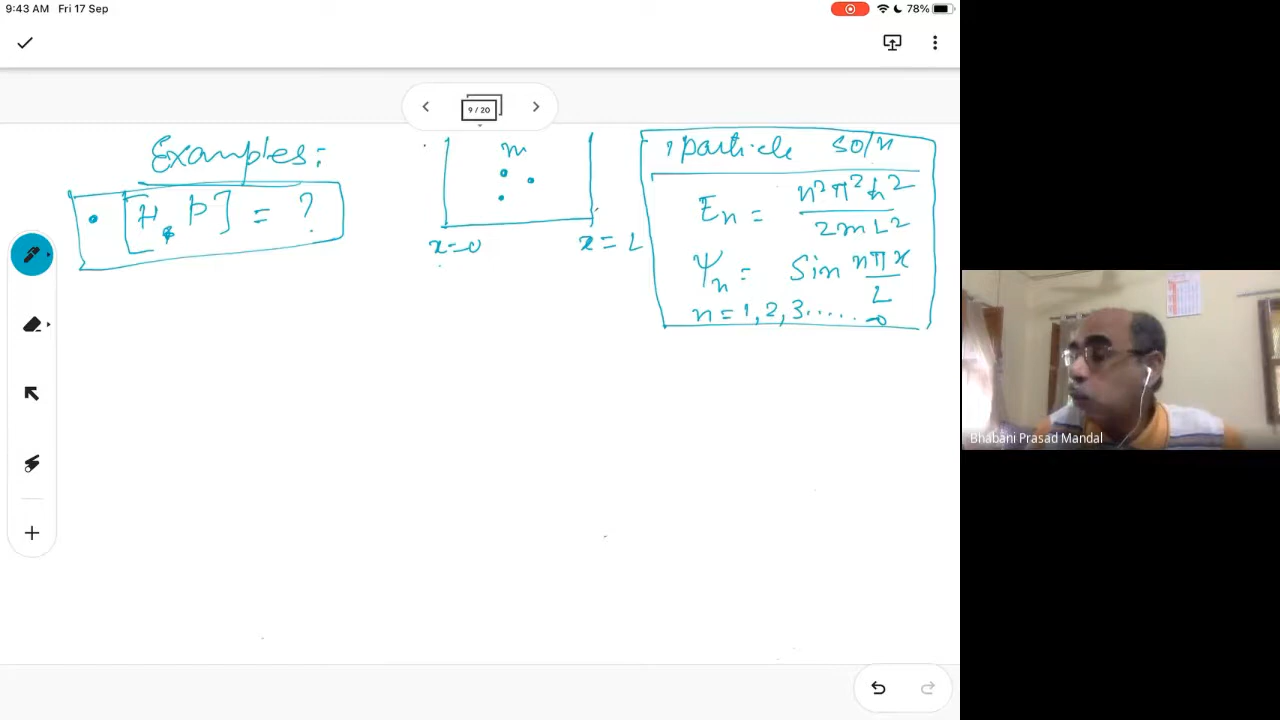 9:43 AM Fri 17 Sep
78%
9 / 20
Examples:
• [H, P] = ?
m
x=0
x = L
1 particle soln
Eₙ = n²π²ħ² / 2mL²
Ψₙ = Sin nπx / L
n = 1, 2, 3......
Bhabani Prasad Mandal